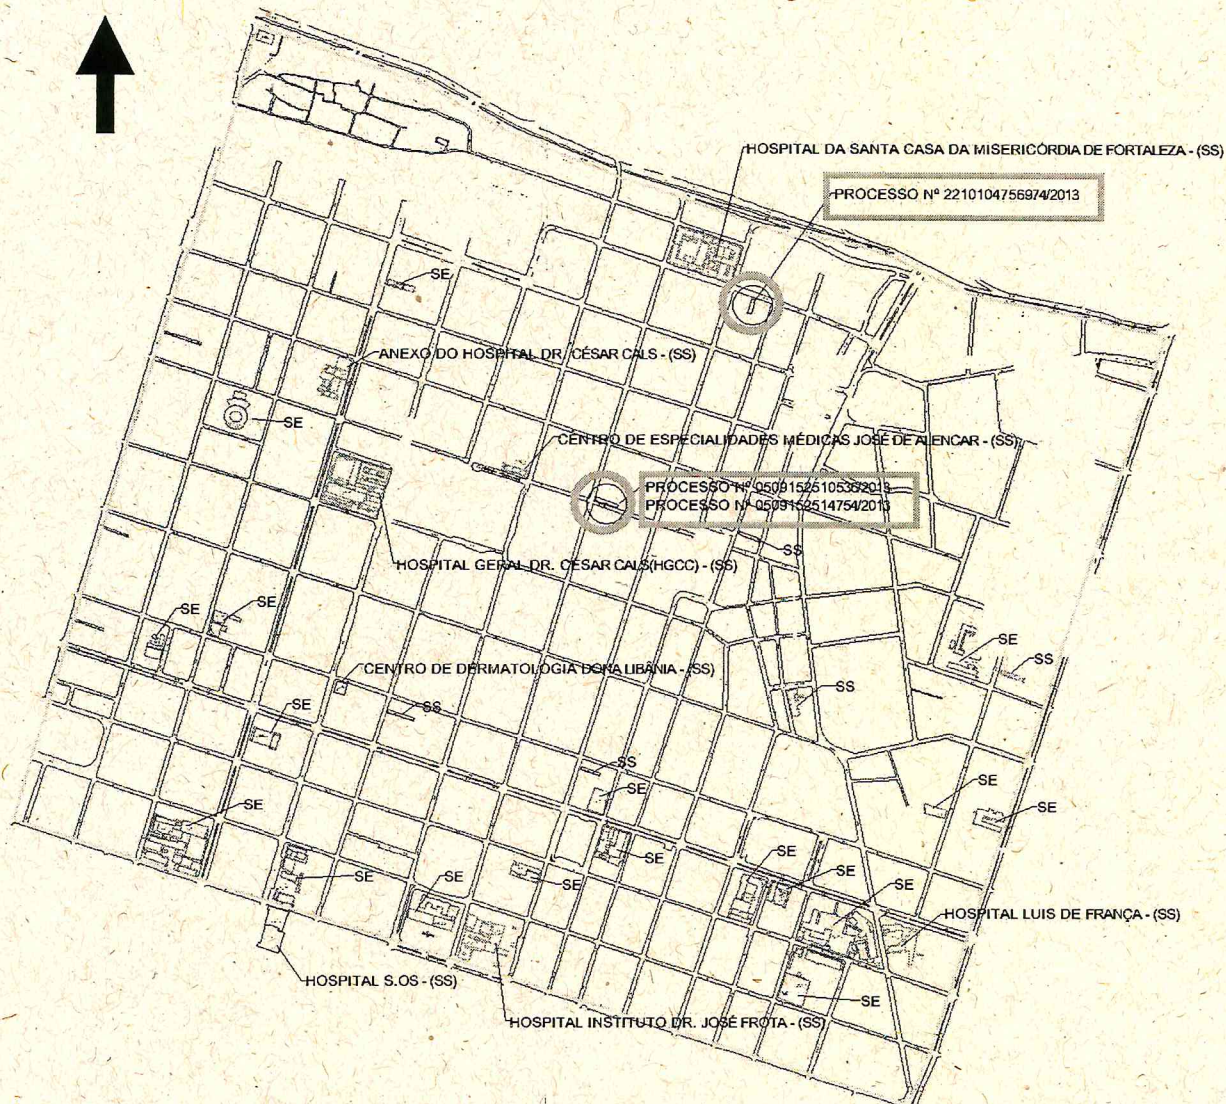 HOSPITAL DA SANTA CASA DA MISERICÓRDIA DE FORTALEZA - (SS)
PROCESSO Nº 2210104756974/2013
SE
ANEXO DO HOSPITAL DR. CÉSAR CALS - (SS)
SE
CENTRO DE ESPECIALIDADES MÉDICAS JOSÉ DE ALENCAR - (SS)
PROCESSO Nº 0509152510536/2013
PROCESSO Nº 0509152514754/2013
SS
HOSPITAL GERAL DR. CÉSAR CALS(HGCC) - (SS)
SE
SE
SE
SS
CENTRO DE DERMATOLOGIA DONA LIBÂNIA - (SS)
SS
SE
SS
SS
SE
SE
SE
SE
SE
SE
SE
SE
SE
SE
SE
HOSPITAL LUIS DE FRANÇA - (SS)
HOSPITAL S.OS - (SS)
SE
HOSPITAL INSTITUTO DR. JOSÉ FROTA - (SS)